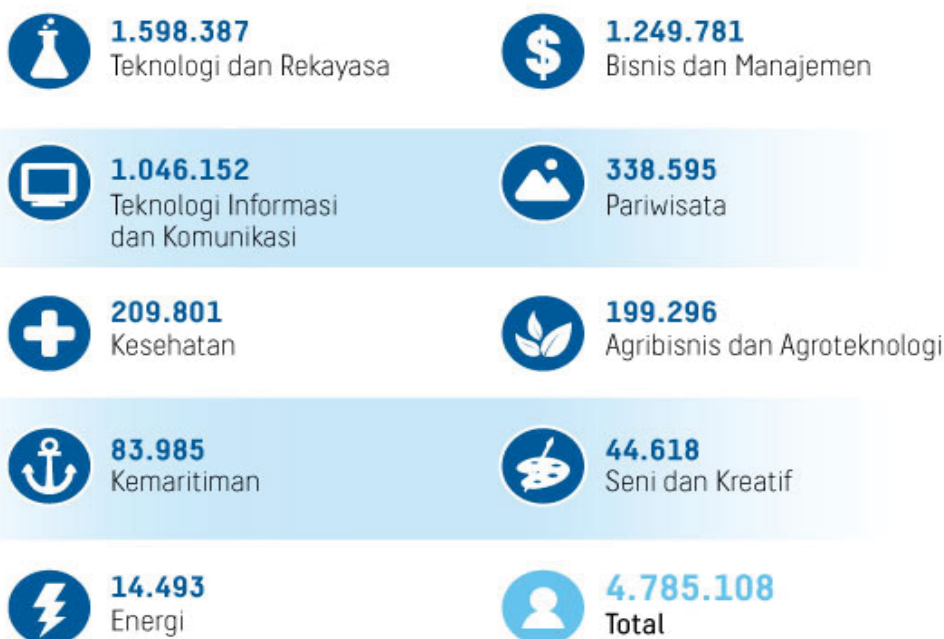 1.598.387
Teknologi dan Rekayasa
1.249.781
Bisnis dan Manajemen
1.046.152
Teknologi Informasi
dan Komunikasi
338.595
Pariwisata
209.801
Kesehatan
199.296
Agribisnis dan Agroteknologi
83.985
Kemaritiman
44.618
Seni dan Kreatif
14.493
Energi
4.785.108
Total